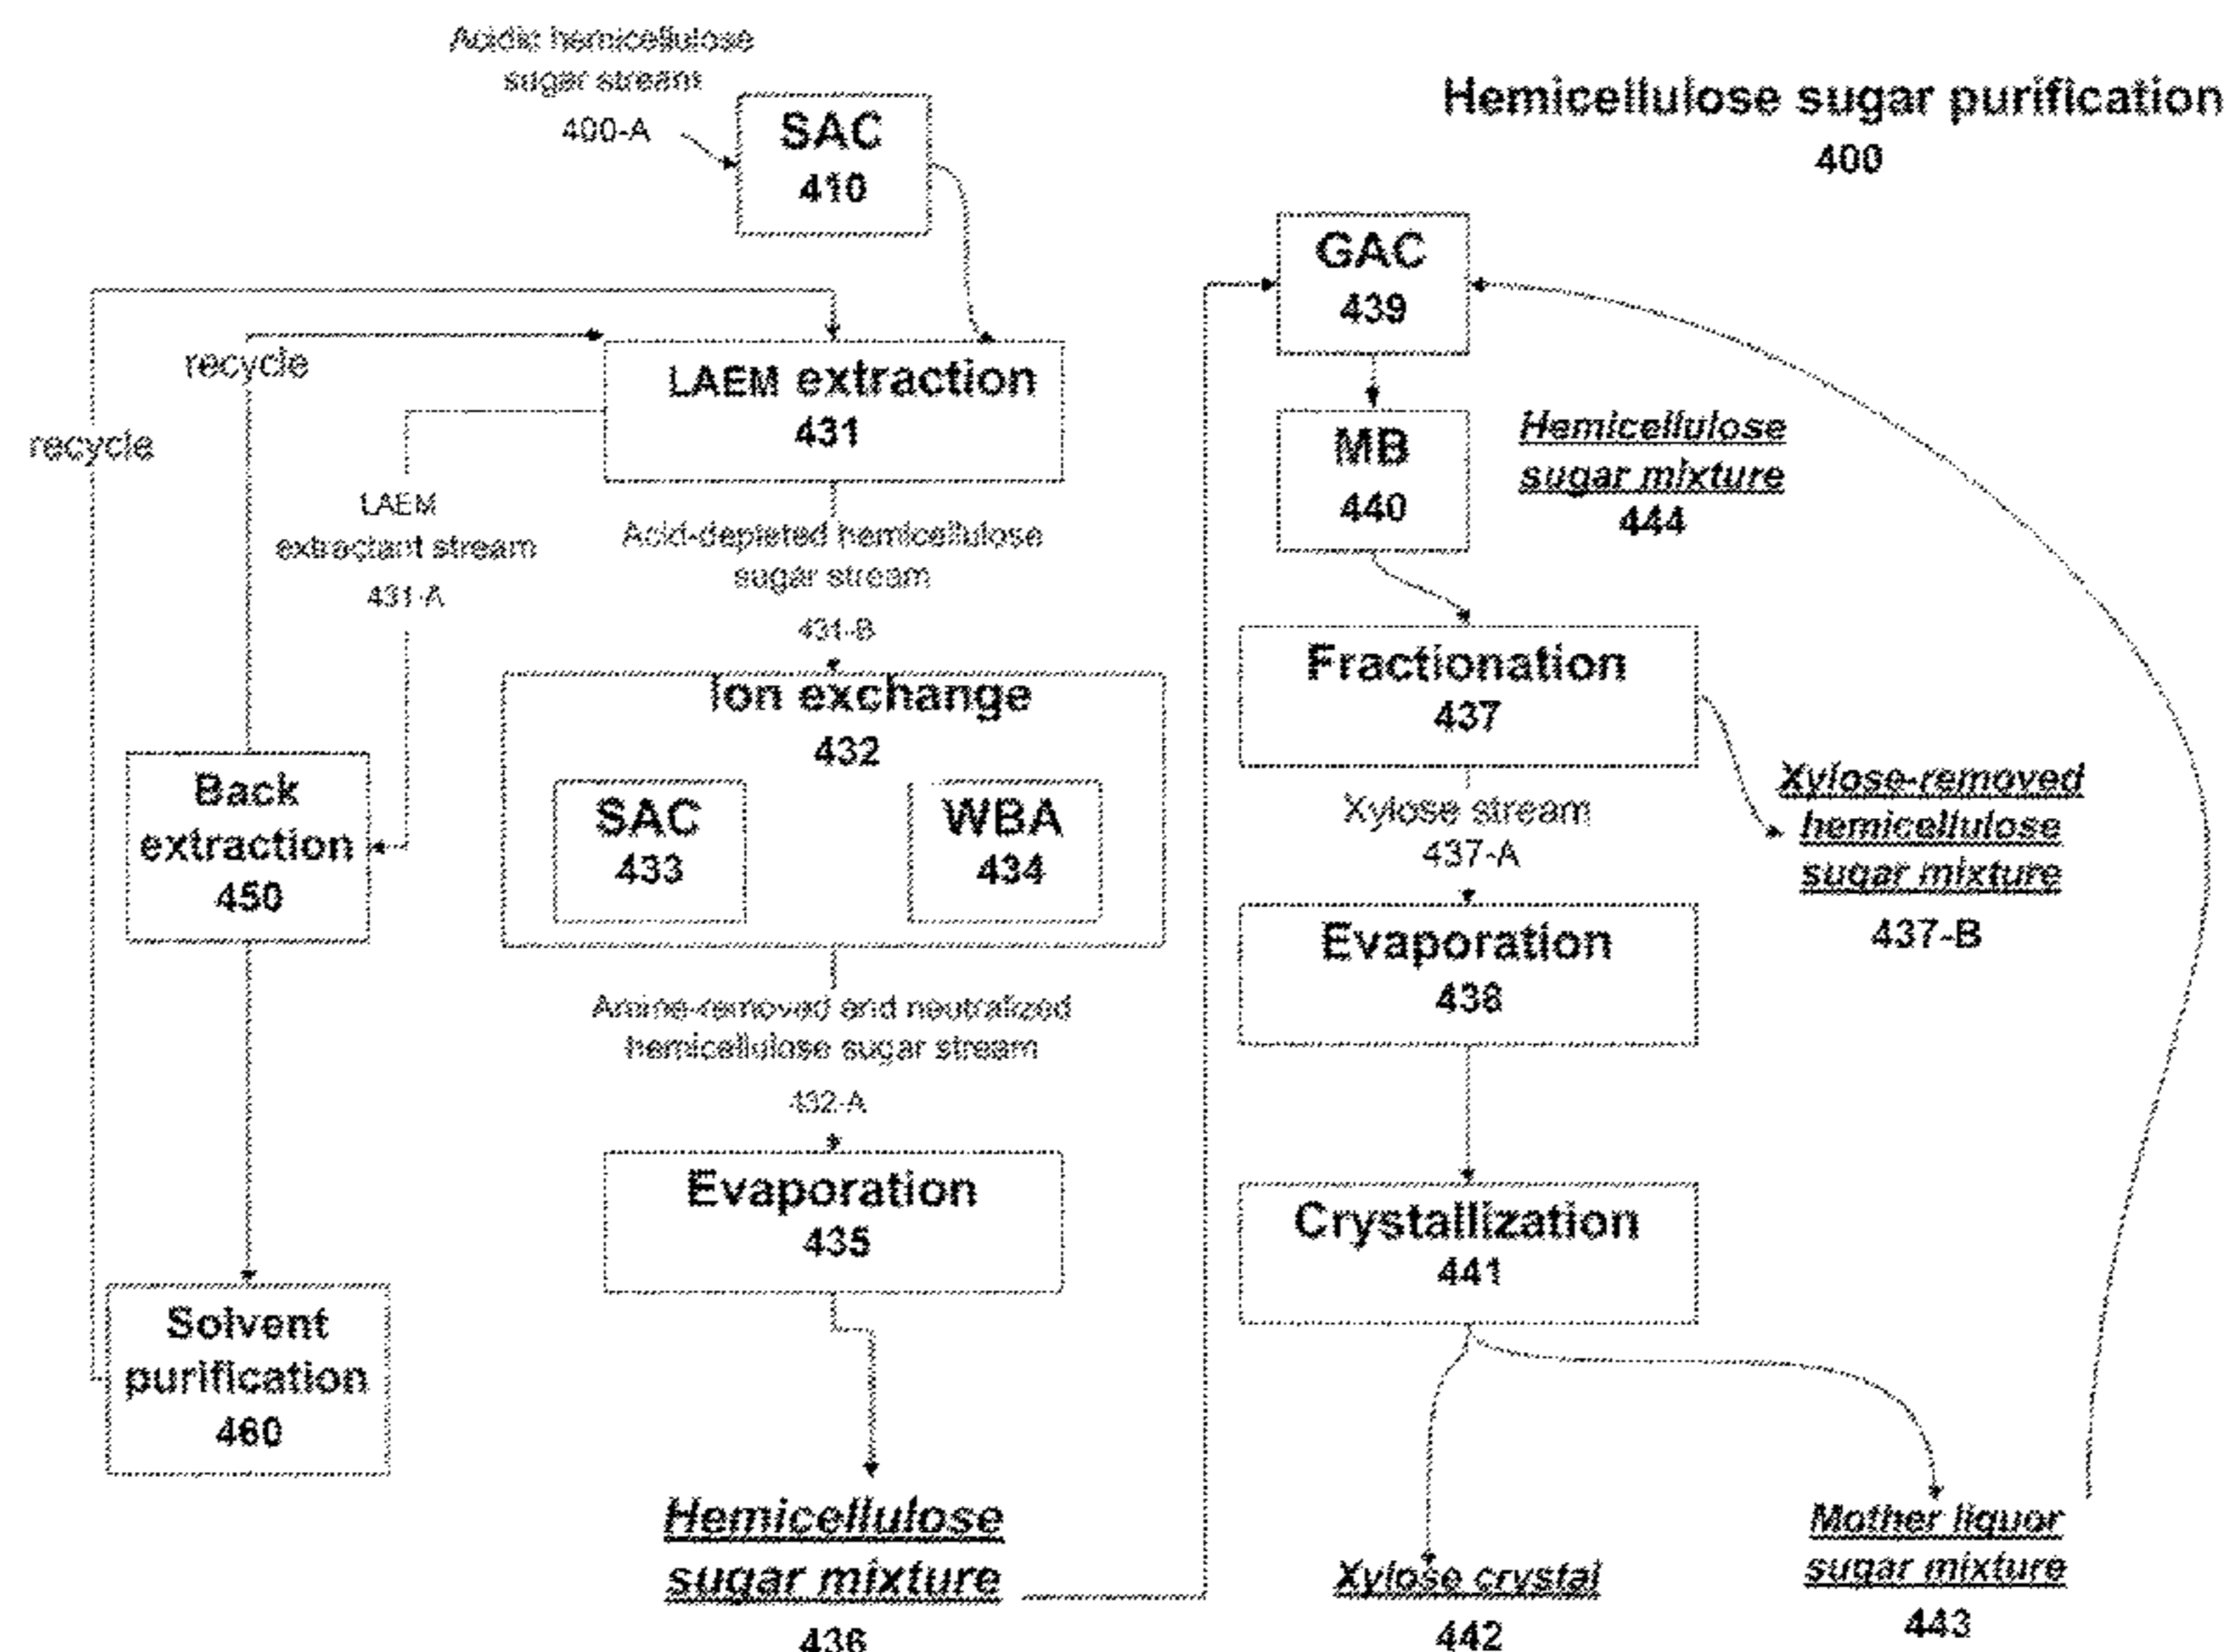 Acidic hemicellulose
sugar stream
400-A
SAC
410
Hemicellulose sugar purification
400
GAC
439
recycle
recycle
LAEM extraction
431
LAEM
extractant stream
431-A
MB
440
Hemicellulose
sugar mixture
444
Acid-depleted hemicellulose
sugar stream
431-B
Ion exchange
432
SAC
433
WBA
434
Fractionation
437
Xylose stream
437-A
Xylose-removed
hemicellulose
sugar mixture
437-B
Back
extraction
450
Evaporation
438
Amine-removed and neutralized
hemicellulose sugar stream
432-A
Evaporation
435
Crystallization
441
Solvent
purification
460
Hemicellulose
sugar mixture
436
Xylose crystal
442
Mother liquor
sugar mixture
443